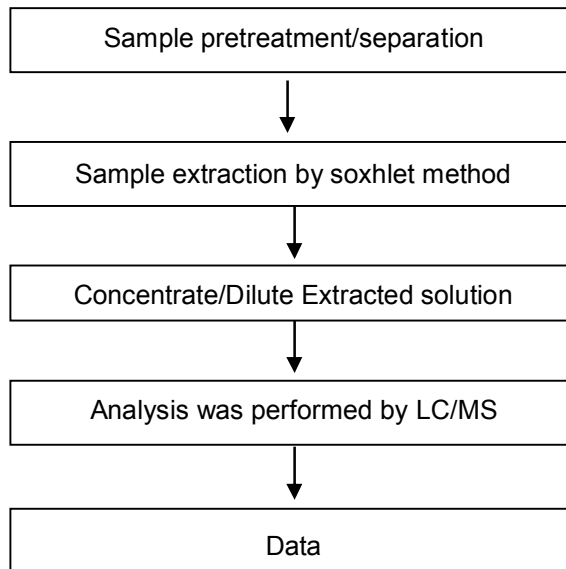 Sample pretreatment/separation
Sample extraction by soxhlet method
Concentrate/Dilute Extracted solution
Analysis was performed by LC/MS
Data